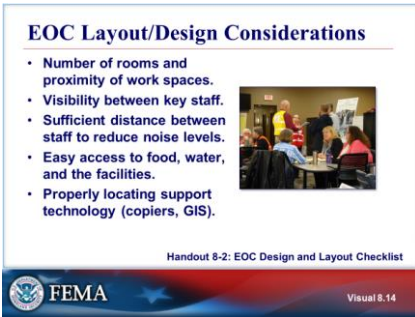 EOC Layout/Design Considerations
• Number of rooms and
proximity of work spaces.
• Visibility between key staff.
• Sufficient distance between
staff to reduce noise levels.
• Easy access to food, water,
and the facilities.
• Properly locating support
technology (copiers, GIS).
Handout 8-2: EOC Design and Layout Checklist
FEMA
Visual 8.14